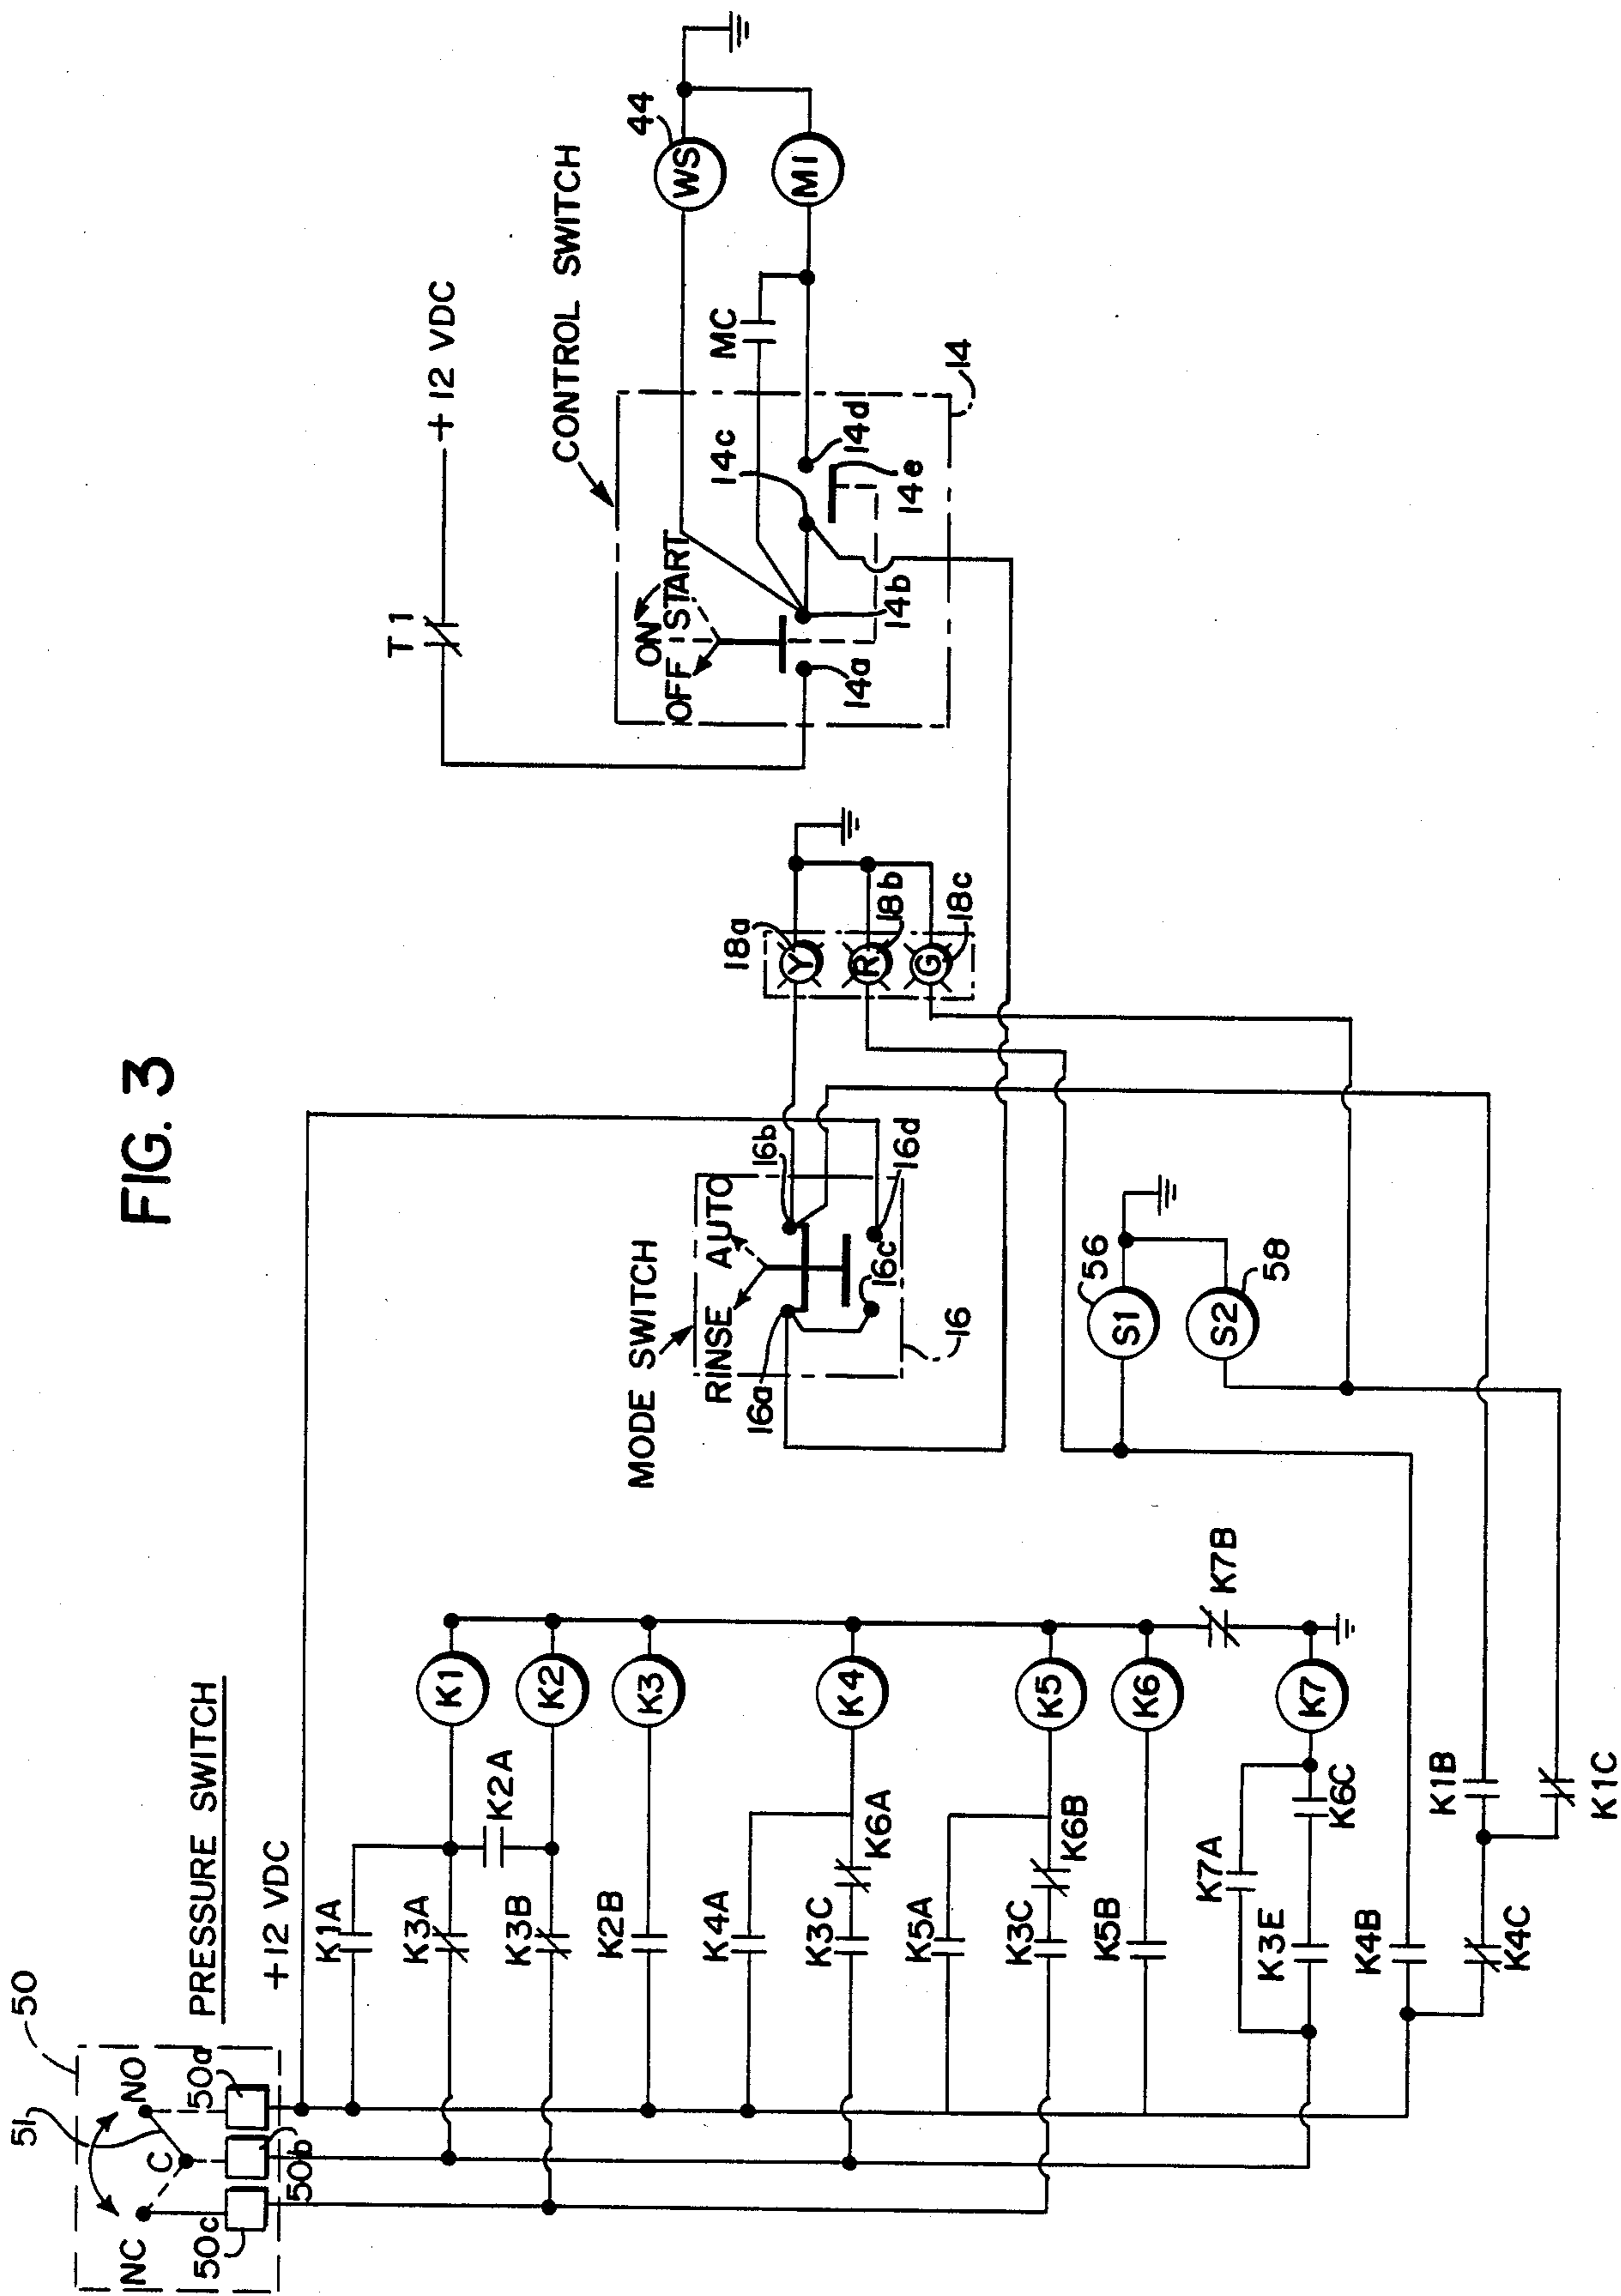 FIG. 3
50
51
NC
C
NO
50c
50b
50a
PRESSURE SWITCH
+12 VDC
K1A
K3A
K2A
K1
K3B
K2
K2B
K3
K4A
K3C
K6A
K4
K5A
K3C
K6B
K5
K5B
K6
K7B
K7A
K3E
K6C
K7
K4B
K4C
K1B
K1C
MODE SWITCH
RINSE
AUTO
16a
16b
16c
16d
16
S1
56
S2
58
18a
Y
R
18b
G
18c
T1
+12 VDC
CONTROL SWITCH
OFF
ON
START
14a
14b
14c
14d
14e
14
MC
WS
44
M1